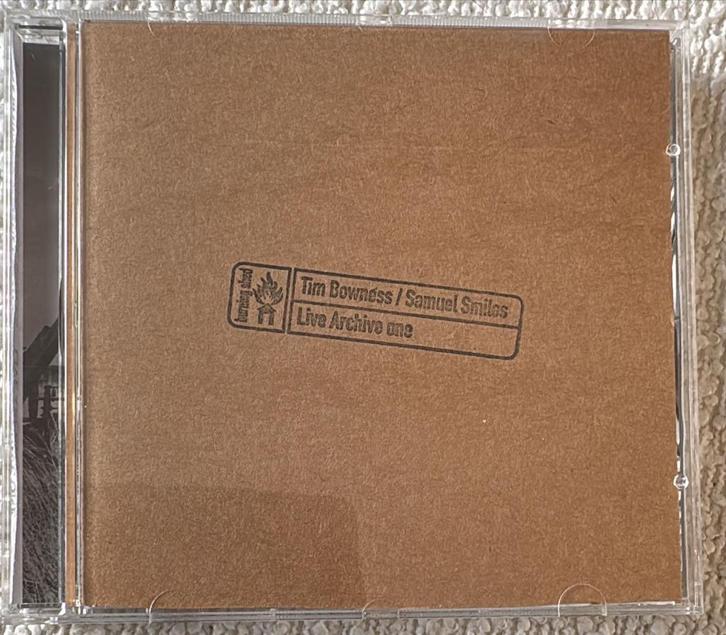 burning shed
Tim Bowness / Samuel Smiles
Live Archive one